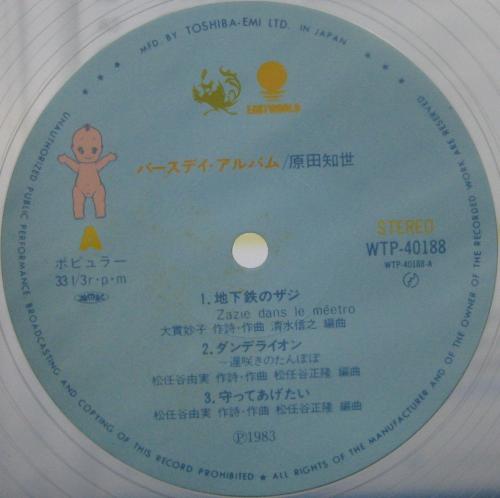 MFD. BY TOSHIBA-EMI LTD. IN JAPAN
EASTWORLD
バースデイ・アルバム/原田知世
A
STEREO
WTP-40188
WTP-40188-A
ポピュラー
33 1/3 r・p・m
1. 地下鉄のザジ
Zazie dans le méetro
大貫妙子 作詩・作曲 清水信之 編曲
2. ダンデライオン
─遅咲きのたんぽぽ
松任谷由実 作詩・作曲 松任谷正隆 編曲
3. 守ってあげたい
松任谷由実 作詩・作曲 松任谷正隆 編曲
Ⓟ1983
UNAUTHORIZED PUBLIC PERFORMANCE BROADCASTING AND COPYING OF THIS RECORD PROHIBITED ★ ALL RIGHTS OF THE MANUFACTURER AND OF THE OWNER OF THE RECORDED WORK ARE RESERVED